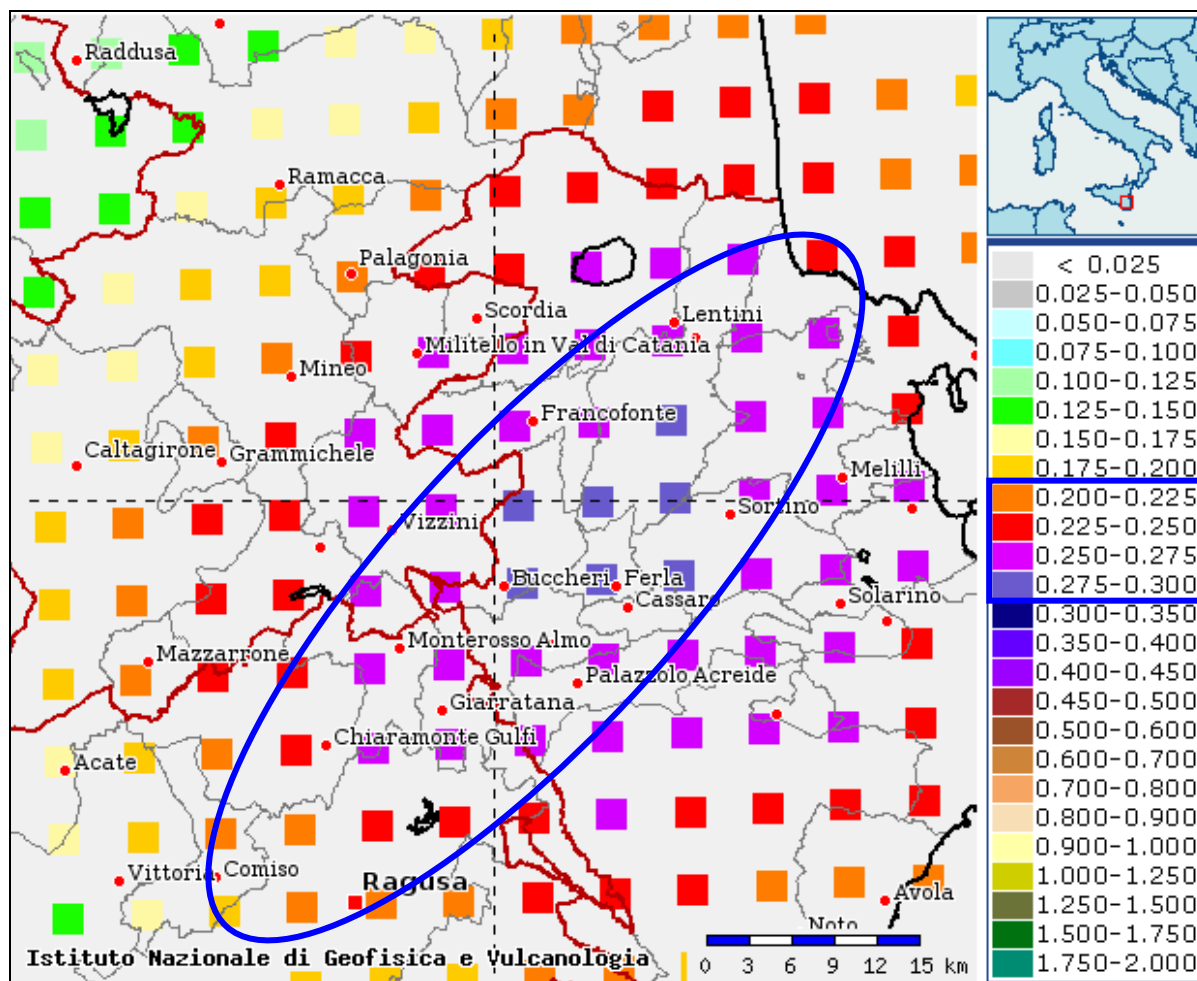 Raddusa
Ramacca
Palagonia
Scordia
Lentini
Militello in Val di Catania
Mineo
Francofonte
Caltagirone
Grammichele
Melilli
Sortino
Vizzini
Buccheri
Ferla
Cassaro
Solarino
Monterosso Almo
Mazzarrone
Palazzolo Acreide
Giarratana
Chiaramonte Gulfi
Acate
Vittoria
Comiso
Ragusa
Avola
Noto
Istituto Nazionale di Geofisica e Vulcanologia
0 3 6 9 12 15 km
< 0.025
0.025-0.050
0.050-0.075
0.075-0.100
0.100-0.125
0.125-0.150
0.150-0.175
0.175-0.200
0.200-0.225
0.225-0.250
0.250-0.275
0.275-0.300
0.300-0.350
0.350-0.400
0.400-0.450
0.450-0.500
0.500-0.600
0.600-0.700
0.700-0.800
0.800-0.900
0.900-1.000
1.000-1.250
1.250-1.500
1.500-1.750
1.750-2.000